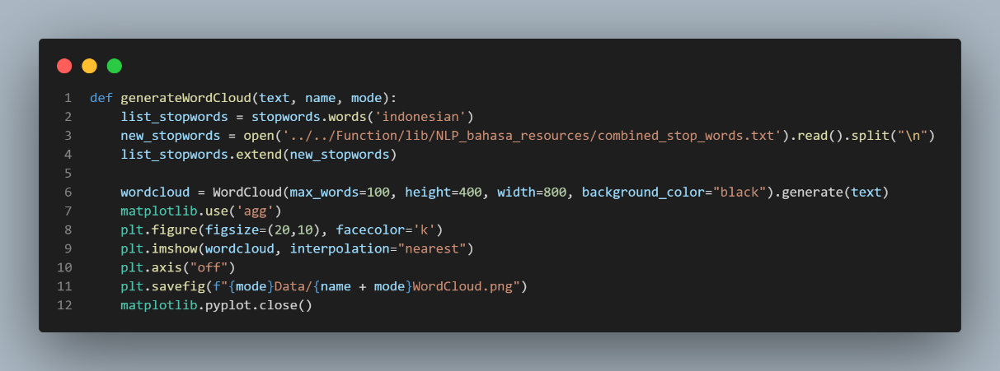 1 def generateWordCloud(text, name, mode):
2     list_stopwords = stopwords.words('indonesian')
3     new_stopwords = open('../../Function/lib/NLP_bahasa_resources/combined_stop_words.txt').read().split("\n")
4     list_stopwords.extend(new_stopwords)
5
6     wordcloud = WordCloud(max_words=100, height=400, width=800, background_color="black").generate(text)
7     matplotlib.use('agg')
8     plt.figure(figsize=(20,10), facecolor='k')
9     plt.imshow(wordcloud, interpolation="nearest")
10     plt.axis("off")
11     plt.savefig(f"{mode}Data/{name + mode}WordCloud.png")
12     matplotlib.pyplot.close()